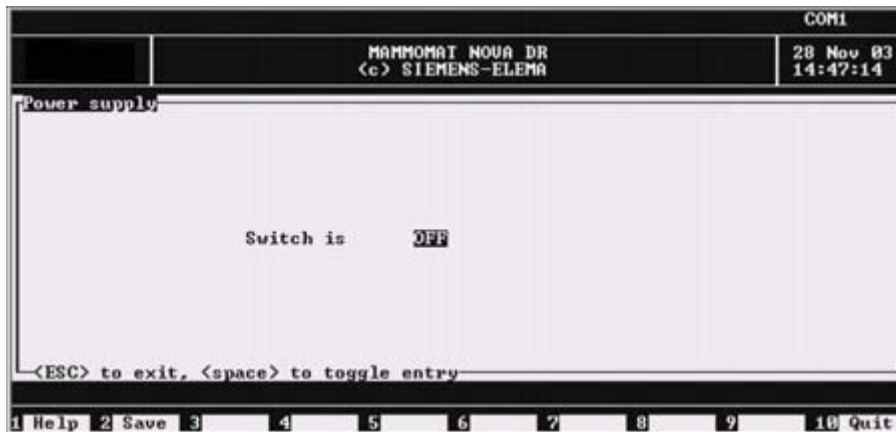 COM1
MAMMOMAT NOVA DR
(c) SIEMENS-ELEMA
28 Nov 03
14:47:14
Power supply
Switch is OFF
<ESC> to exit, <space> to toggle entry
1 Help 2 Save 3 4 5 6 7 8 9 10 Quit